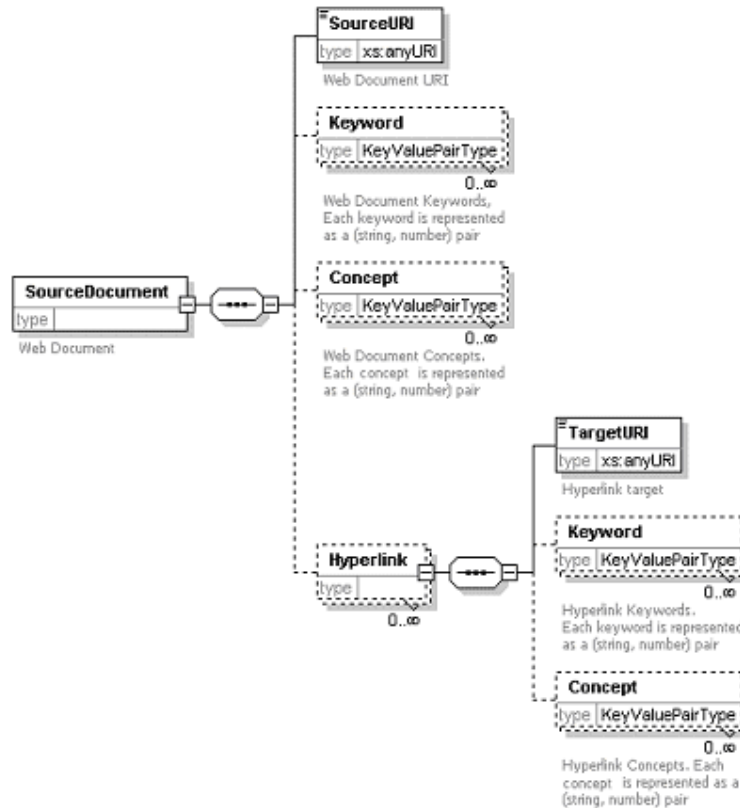 SourceURI
type xs:anyURI
Web Document URI
Keyword
type KeyValuePairType
0..∞
Web Document Keywords,
Each keyword is represented
as a (string, number) pair
Concept
type KeyValuePairType
0..∞
Web Document Concepts.
Each concept is represented
as a (string, number) pair
SourceDocument
type
Web Document
Hyperlink
type
0..∞
TargetURI
type xs:anyURI
Hyperlink target
Keyword
type KeyValuePairType
0..∞
Hyperlink Keywords.
Each keyword is represented
as a (string, number) pair
Concept
type KeyValuePairType
0..∞
Hyperlink Concepts. Each
concept is represented as a
(string, number) pair